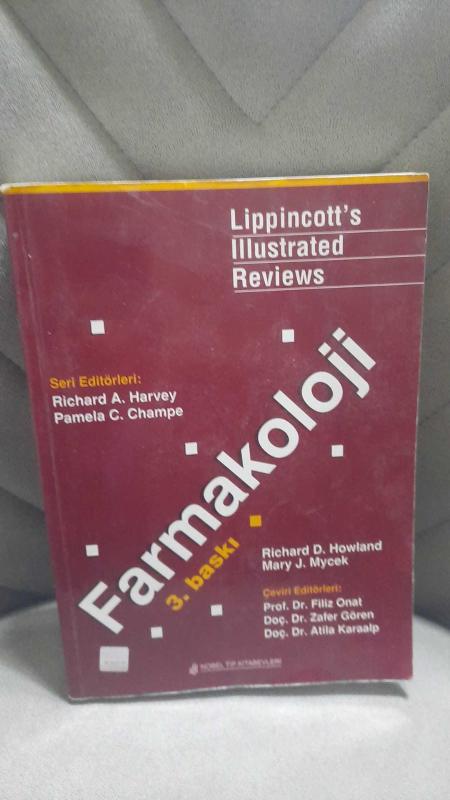 Lippincott's
Illustrated
Reviews
Seri Editörleri:
Richard A. Harvey
Pamela C. Champe
Farmakoloji
3. baskı
Richard D. Howland
Mary J. Mycek
Çeviri Editörleri:
Prof. Dr. Filiz Onat
Doç. Dr. Zafer Gören
Doç. Dr. Atila Karaalp
NOBEL TIP KİTABEVLERİ